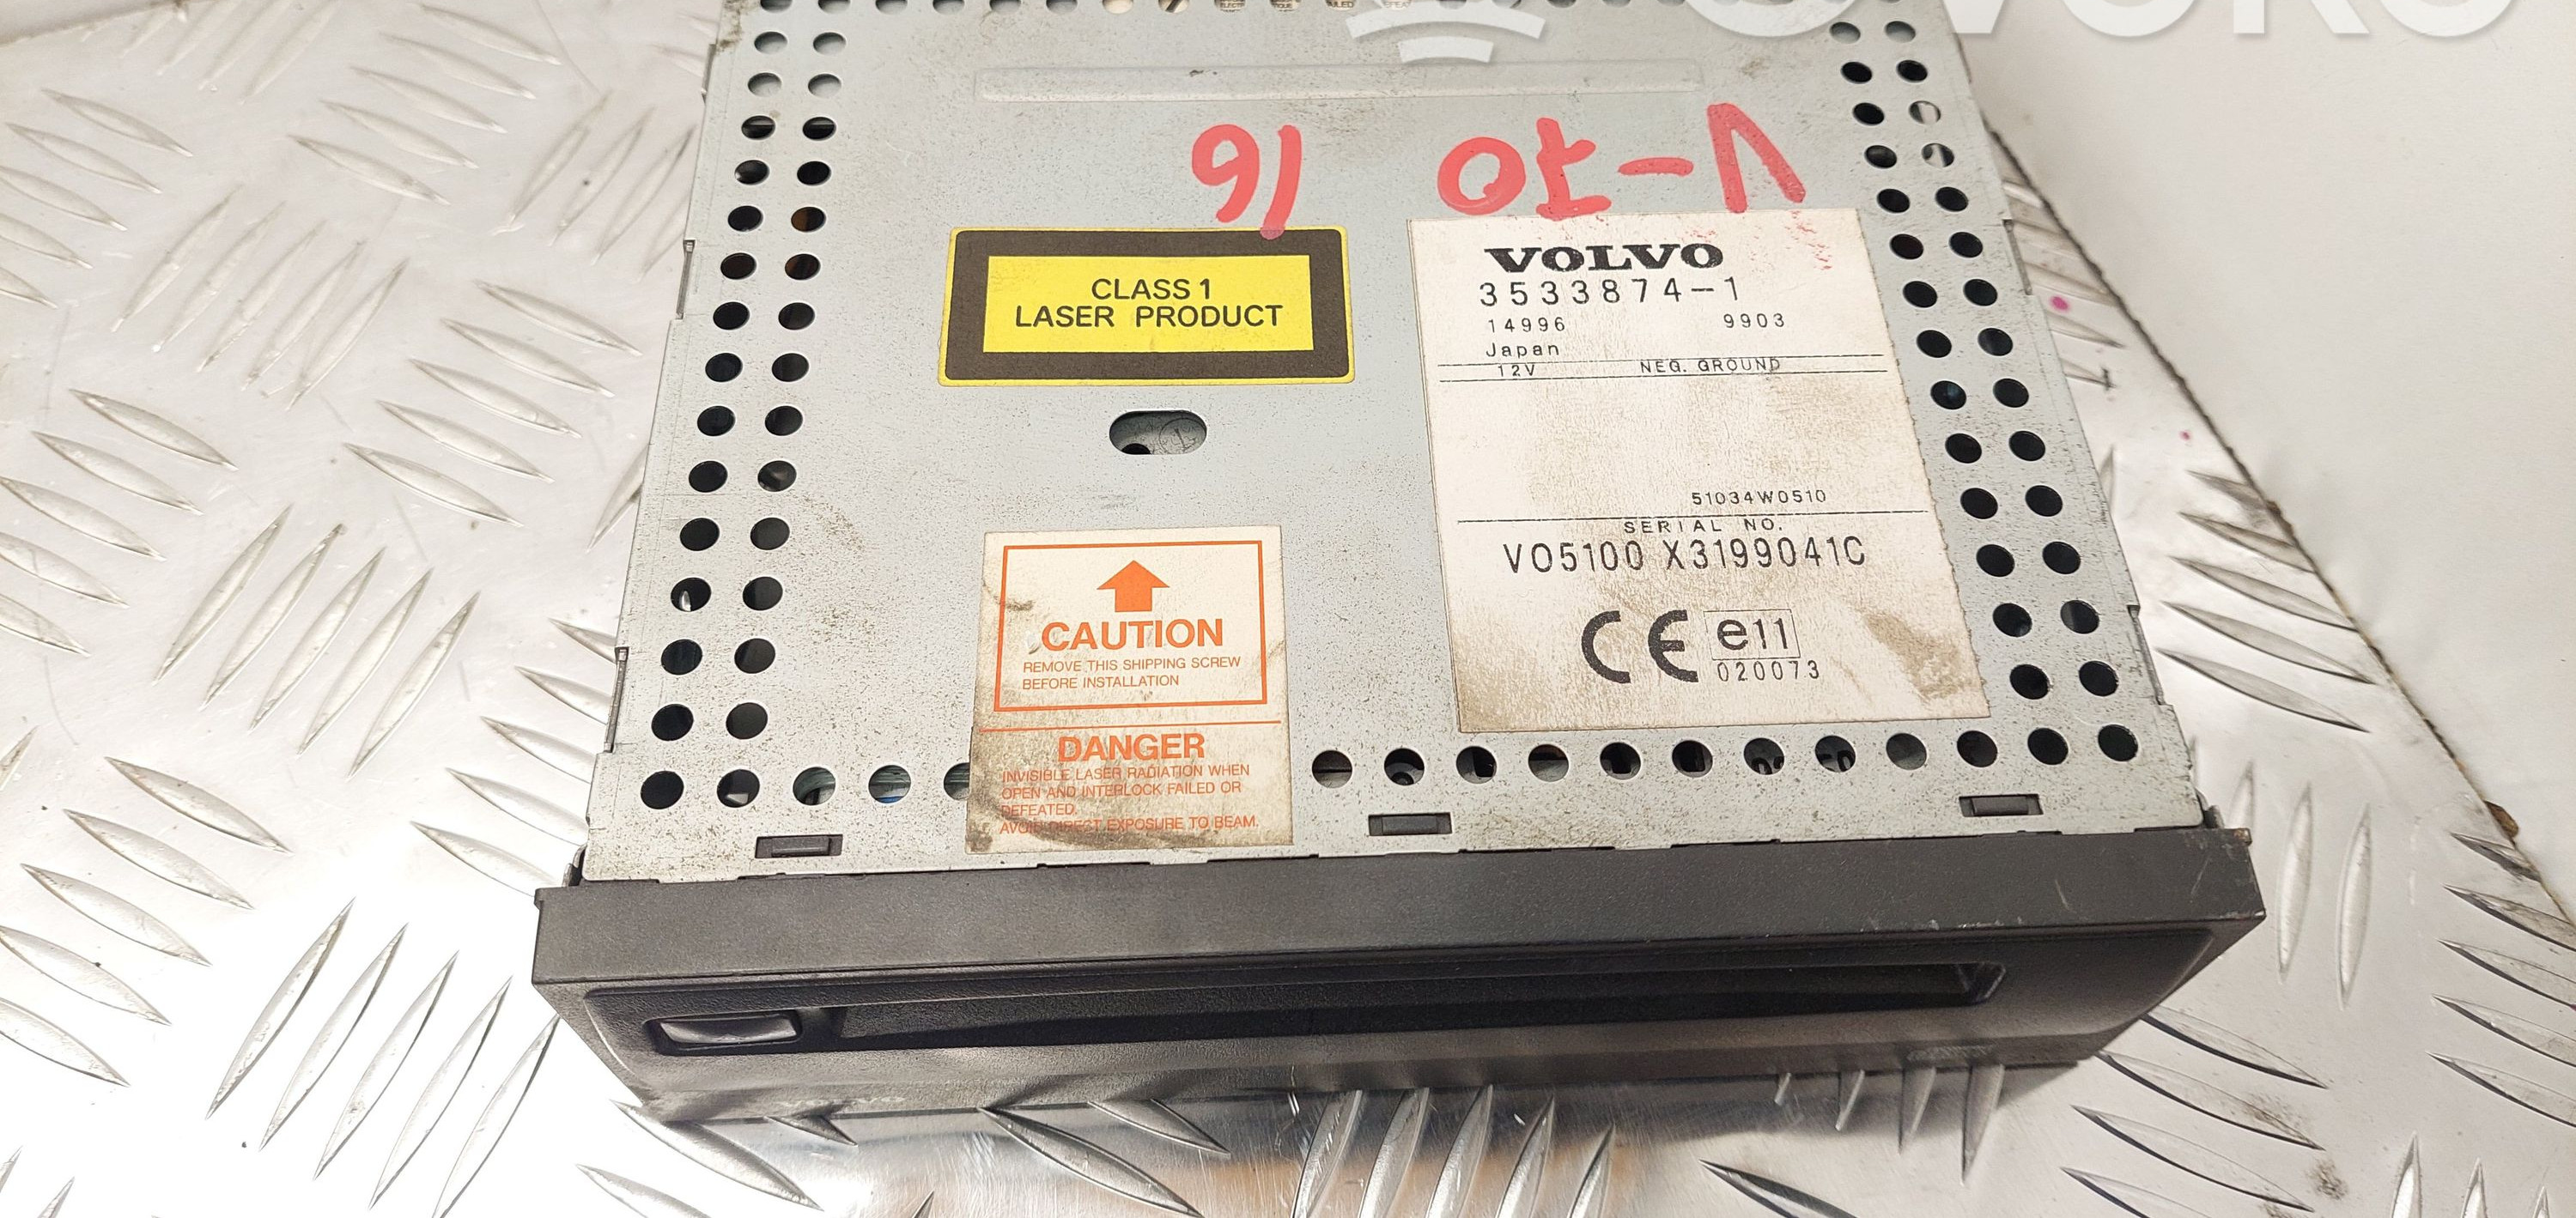 V-70 91
CLASS 1
LASER PRODUCT
VOLVO
3533874-1
14996 9903
Japan
12V NEG. GROUND
51034W0510
SERIAL NO.
VO5100 X3199041C
CE e11
020073
CAUTION
REMOVE THIS SHIPPING SCREW
BEFORE INSTALLATION
DANGER
INVISIBLE LASER RADIATION WHEN
OPEN AND INTERLOCK FAILED OR
DEFEATED.
AVOID DIRECT EXPOSURE TO BEAM.